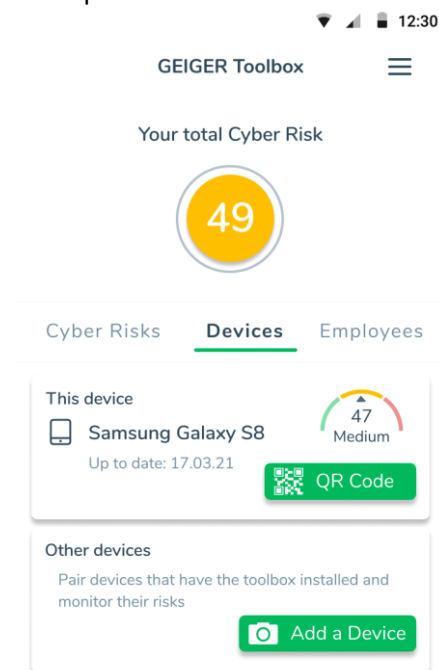 12:30
GEIGER Toolbox
Your total Cyber Risk
49
Cyber Risks Devices Employees
This device
47
Samsung Galaxy S8
Medium
Up to date: 17.03.21
QR Code
Other devices
Pair devices that have the toolbox installed and
monitor their risks
Add a Device